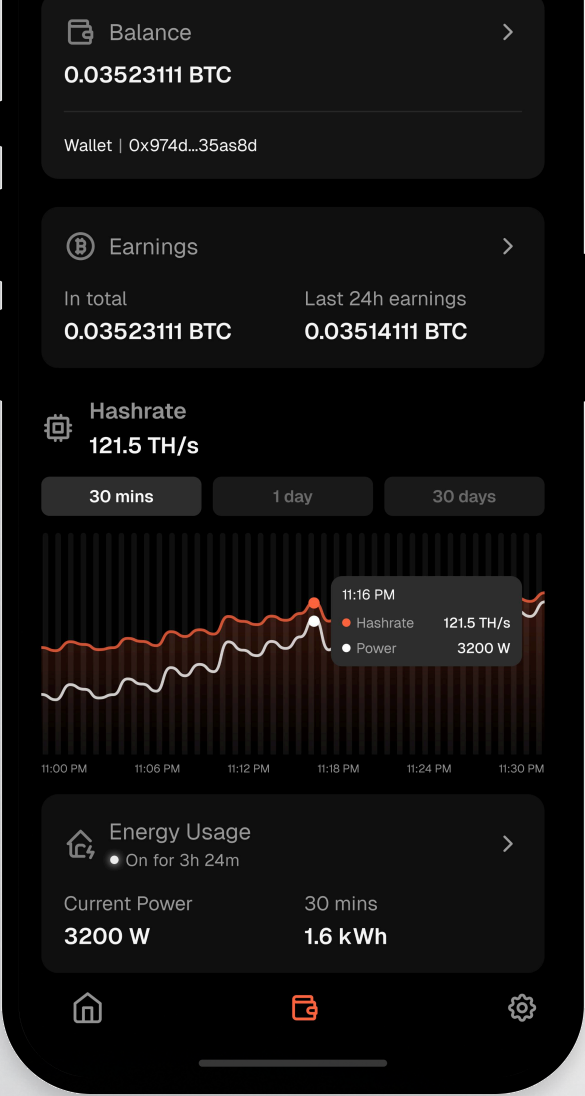 Balance
0.03523111 BTC
Wallet | 0x974d...35as8d
Earnings
In total Last 24h earnings
0.03523111 BTC 0.03514111 BTC
Hashrate
121.5 TH/s
30 mins 1 day 30 days
11:16 PM
Hashrate 121.5 TH/s
Power 3200 W
11:00 PM 11:06 PM 11:12 PM 11:18 PM 11:24 PM 11:30 PM
Energy Usage
On for 3h 24m
Current Power 30 mins
3200 W 1.6 kWh